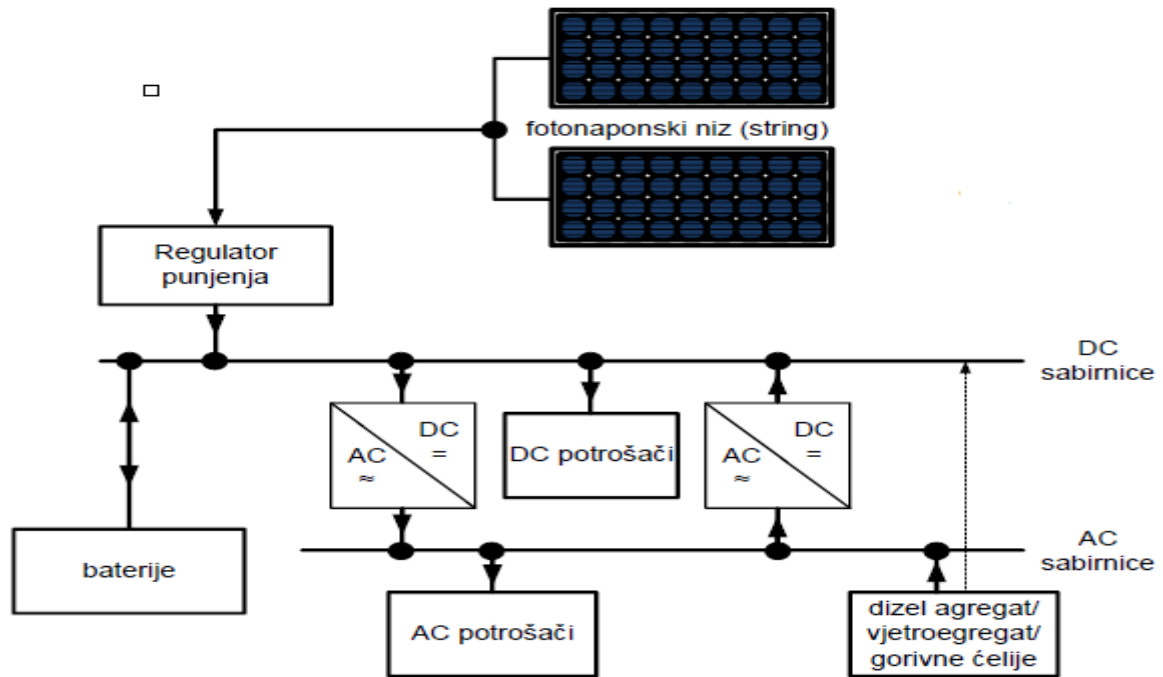 fotonaponski niz (string)
Regulator
punjenja
DC
sabirnice
DC
=
AC
≈
DC potrošači
DC
=
AC
≈
AC
sabirnice
baterije
AC potrošači
dizel agregat/
vjetroegregat/
gorivne ćelije